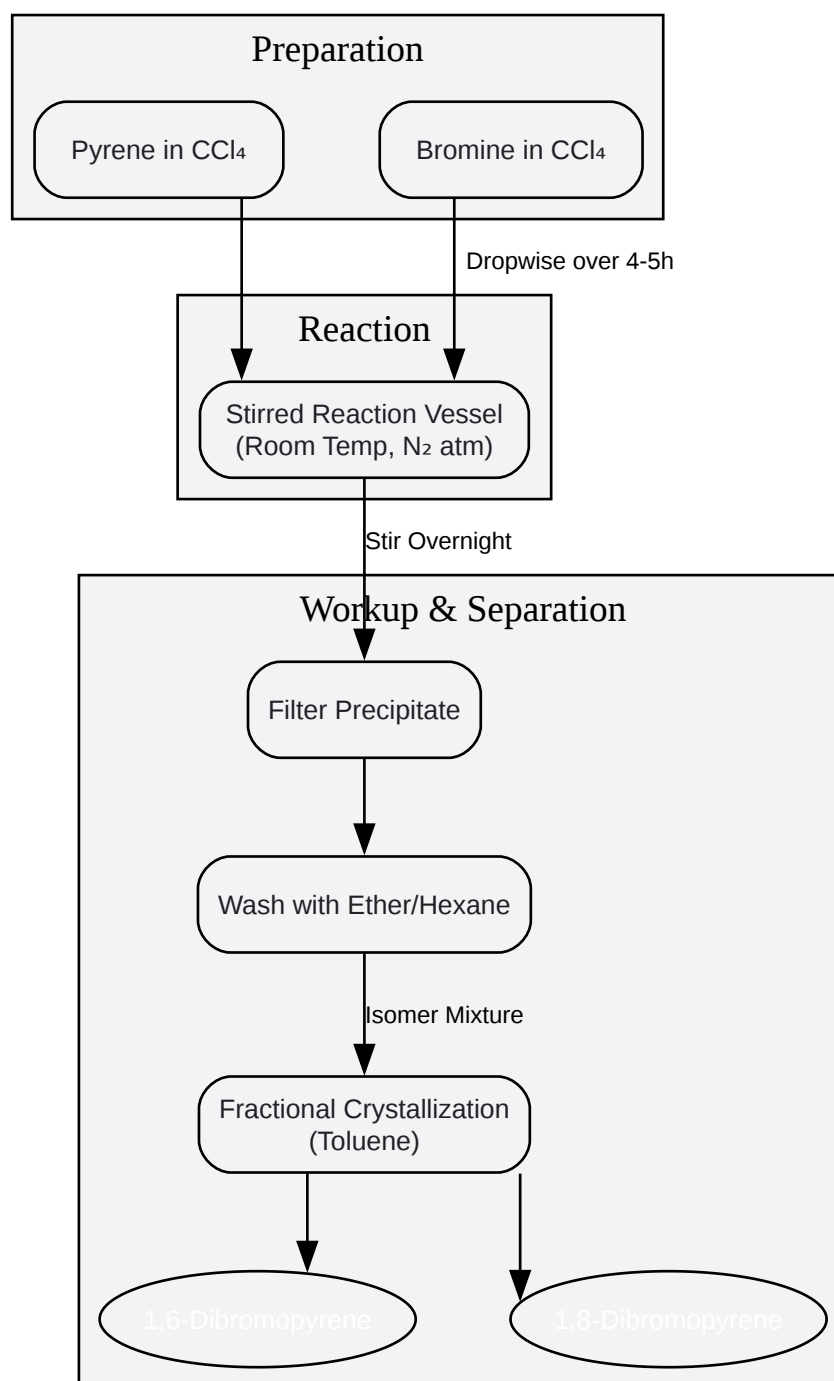 Preparation
Pyrene in CCl₄
Bromine in CCl₄
Dropwise over 4-5h
Reaction
Stirred Reaction Vessel
(Room Temp, N₂ atm)
Stir Overnight
Workup & Separation
Filter Precipitate
Wash with Ether/Hexane
Isomer Mixture
Fractional Crystallization
(Toluene)
1,6-Dibromopyrene
1,8-Dibromopyrene